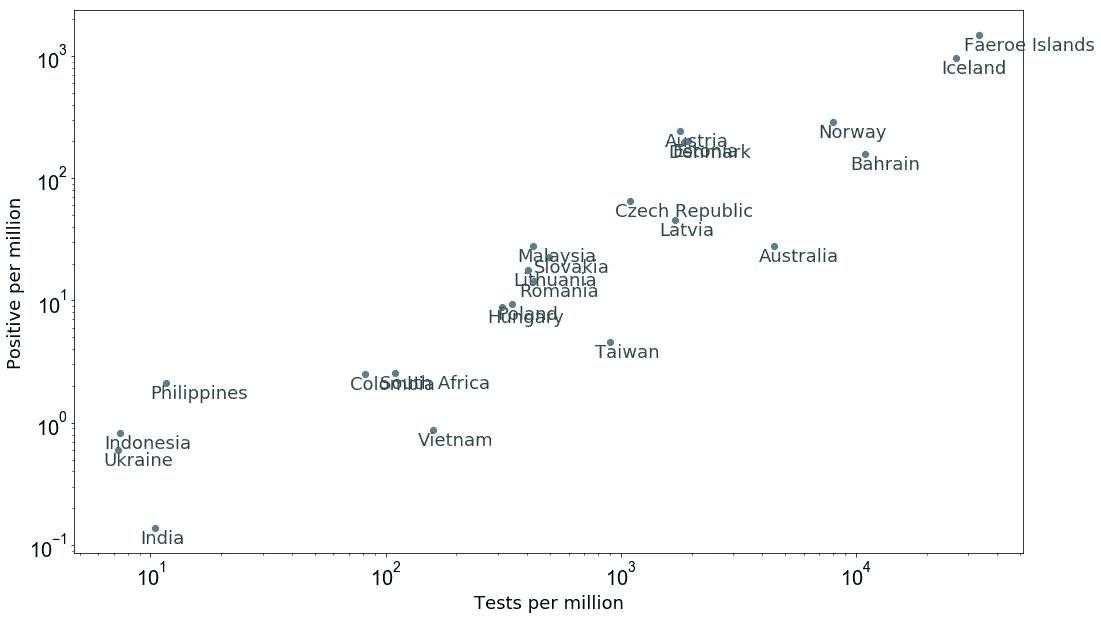 10³
10²
10¹
10⁰
10⁻¹
Positive per million
Faeroe Islands
Iceland
Norway
Austria
Estonia
Denmark
Bahrain
Czech Republic
Latvia
Australia
Malaysia
Slovakia
Lithuania
Romania
Poland
Hungary
Taiwan
Colombia
South Africa
Philippines
Vietnam
Indonesia
Ukraine
India
10¹
10²
10³
10⁴
Tests per million